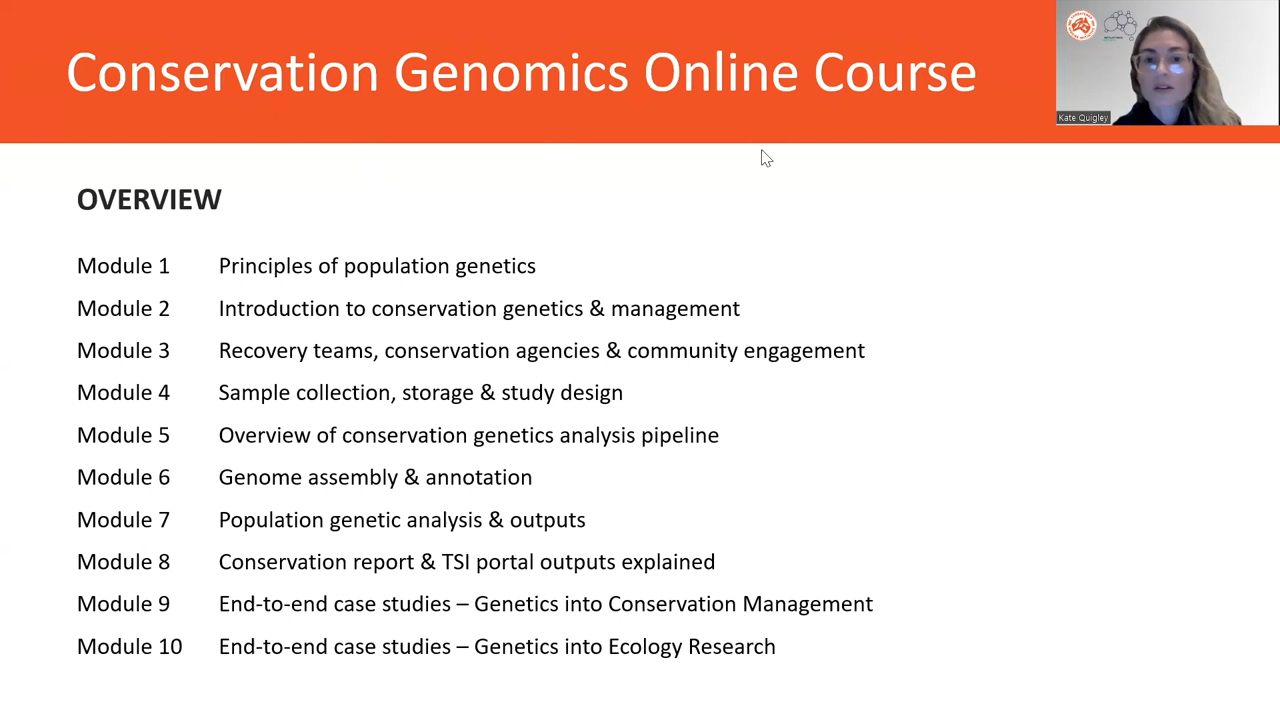 Conservation Genomics Online Course
Kate Quigley
OVERVIEW
Module 1 Principles of population genetics
Module 2 Introduction to conservation genetics & management
Module 3 Recovery teams, conservation agencies & community engagement
Module 4 Sample collection, storage & study design
Module 5 Overview of conservation genetics analysis pipeline
Module 6 Genome assembly & annotation
Module 7 Population genetic analysis & outputs
Module 8 Conservation report & TSI portal outputs explained
Module 9 End-to-end case studies – Genetics into Conservation Management
Module 10 End-to-end case studies – Genetics into Ecology Research